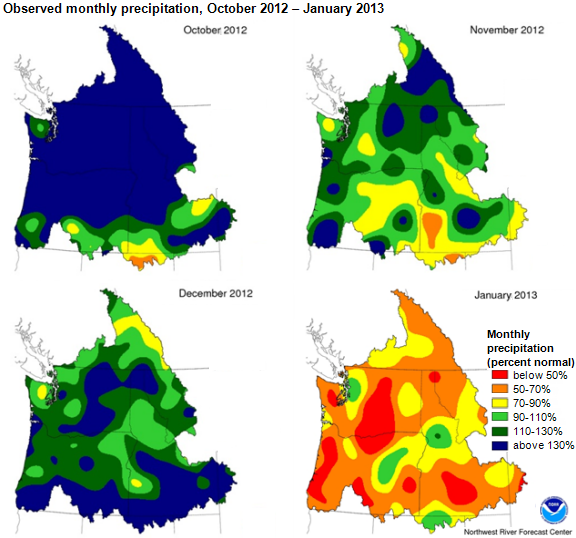 Observed monthly precipitation, October 2012 – January 2013
October 2012
November 2012
December 2012
January 2013
Monthly
precipitation
(percent normal)
below 50%
50-70%
70-90%
90-110%
110-130%
above 130%
NOAA
Northwest River Forecast Center